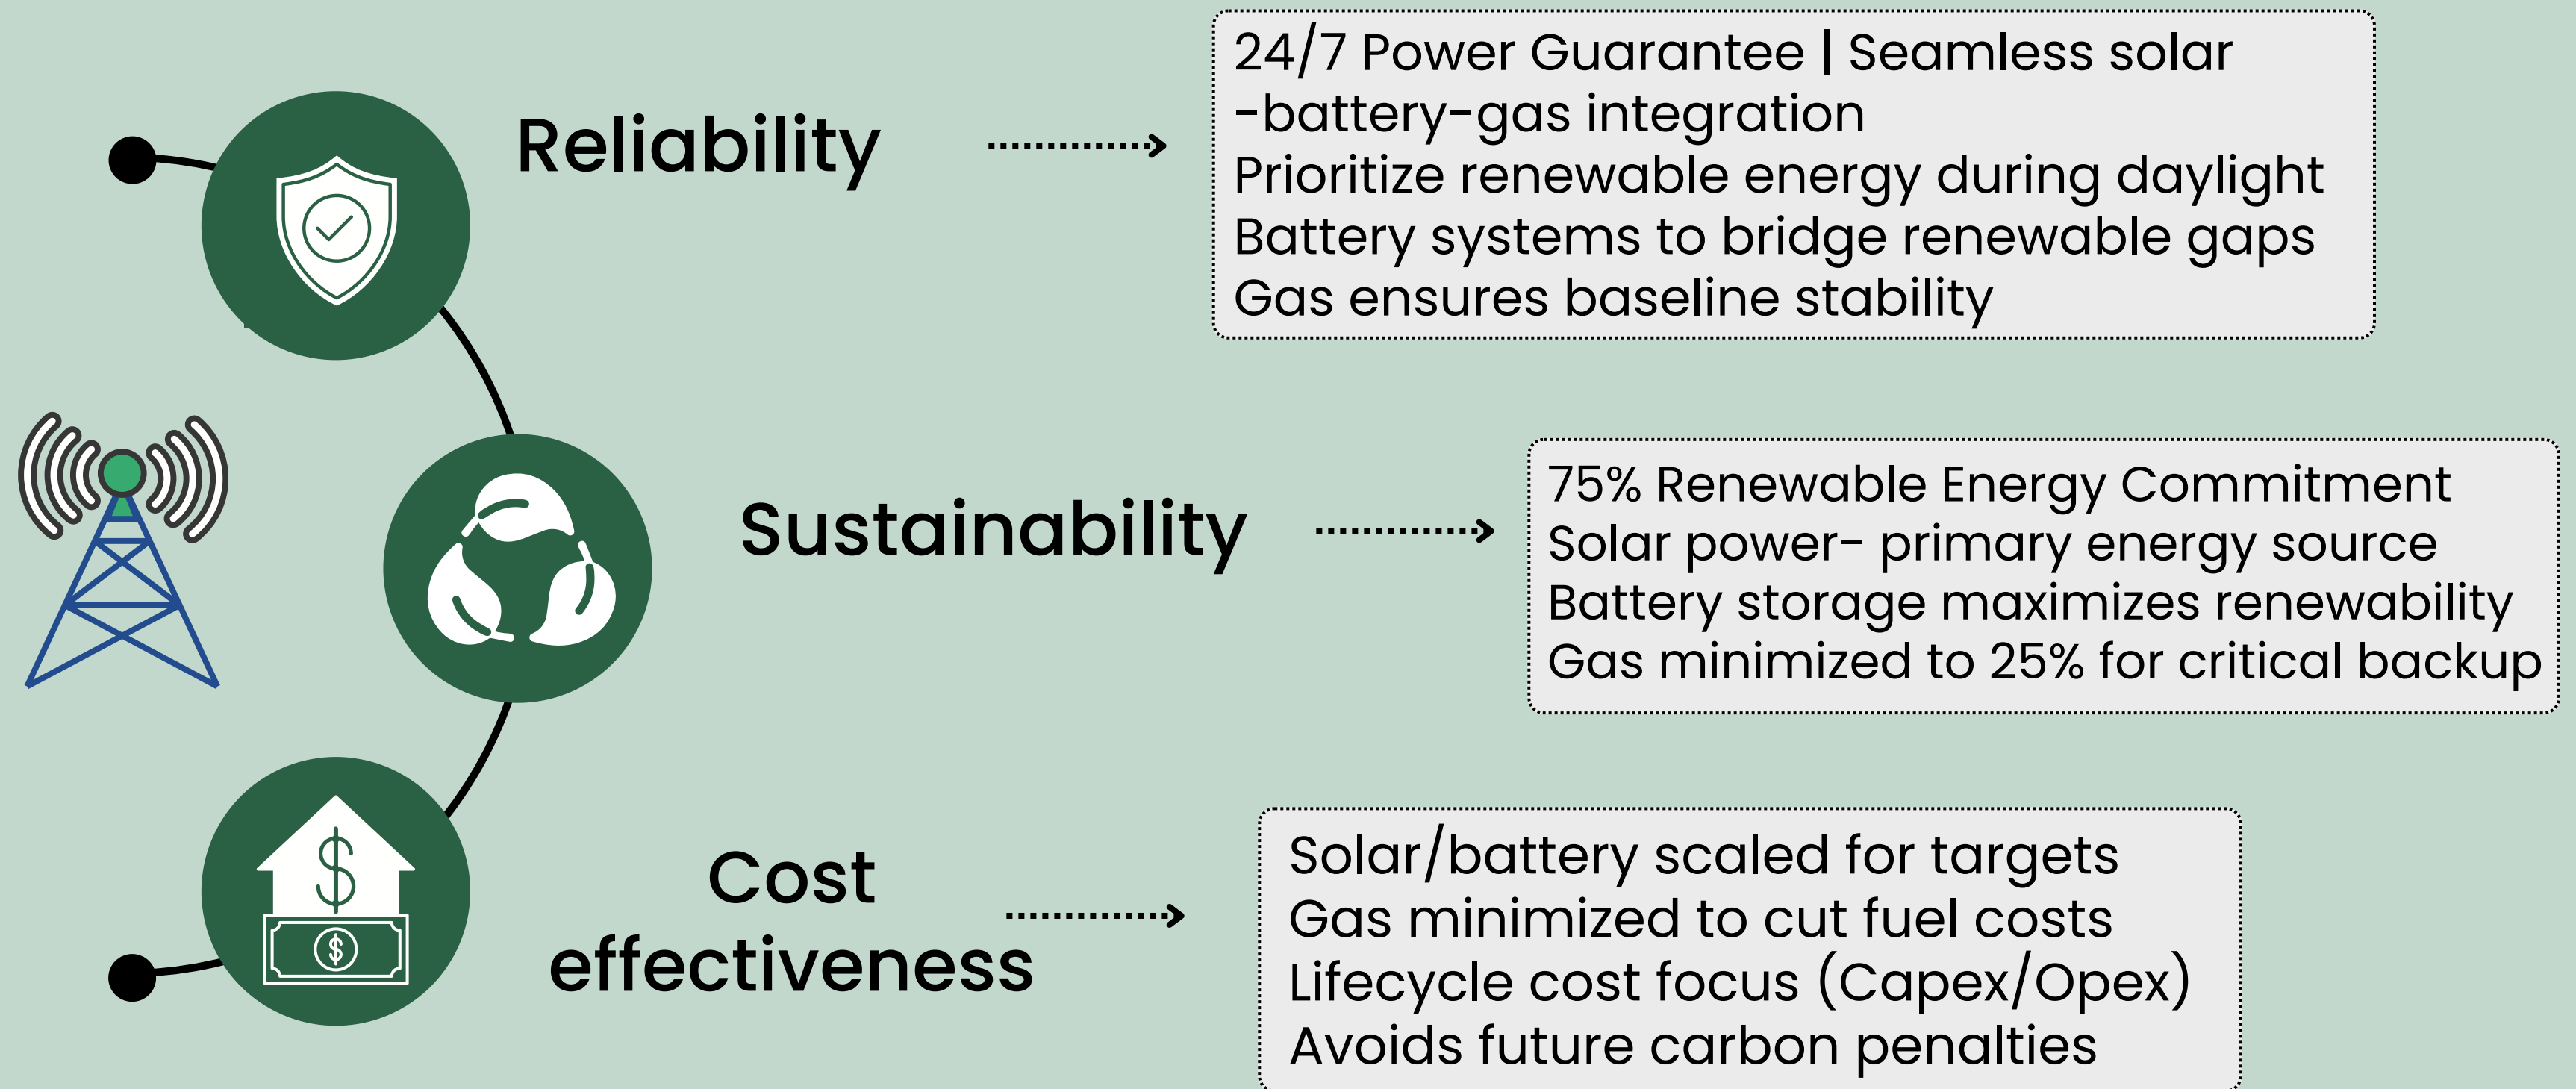 Reliability
24/7 Power Guarantee | Seamless solar
-battery-gas integration
Prioritize renewable energy during daylight
Battery systems to bridge renewable gaps
Gas ensures baseline stability
Sustainability
75% Renewable Energy Commitment
Solar power- primary energy source
Battery storage maximizes renewability
Gas minimized to 25% for critical backup
Cost
effectiveness
Solar/battery scaled for targets
Gas minimized to cut fuel costs
Lifecycle cost focus (Capex/Opex)
Avoids future carbon penalties
$
$